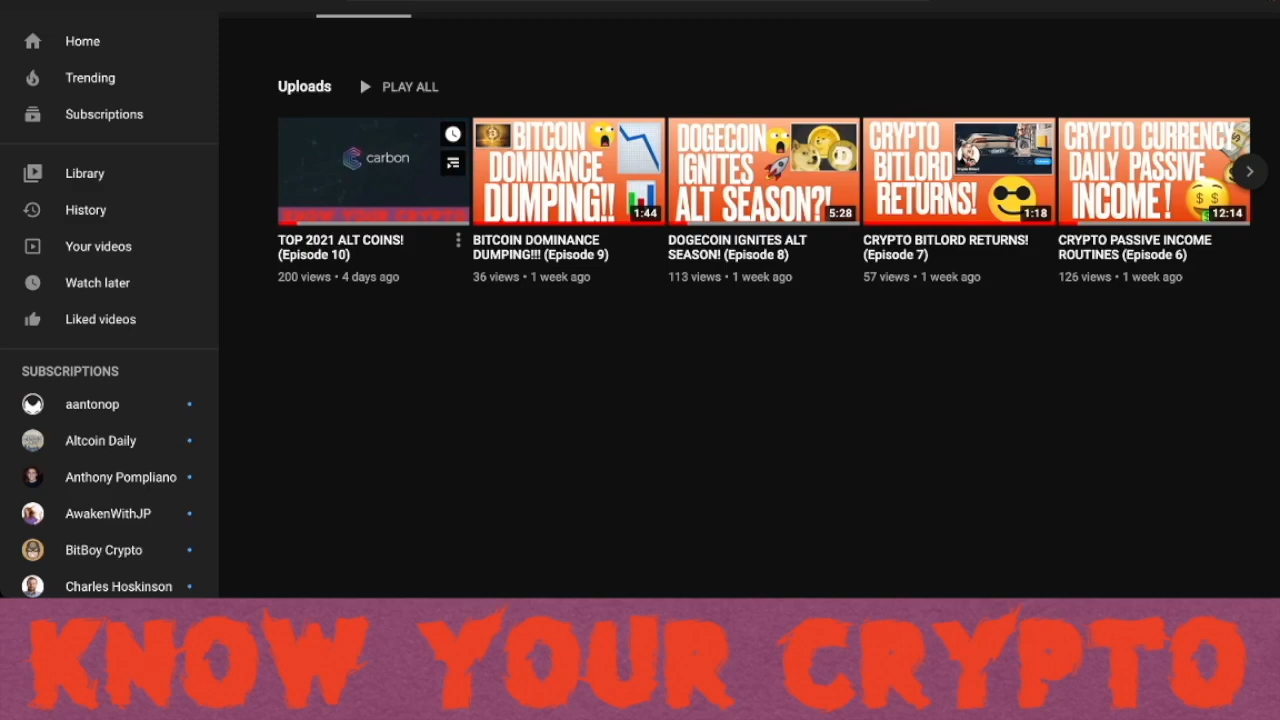 Home
Trending
Subscriptions
Library
History
Your videos
Watch later
Liked videos
SUBSCRIPTIONS
aantonop
Altcoin Daily
Anthony Pompliano
AwakenWithJP
BitBoy Crypto
Charles Hoskinson
Uploads PLAY ALL
carbon
KNOW YOUR CRYPTO
TOP 2021 ALT COINS!
(Episode 10)
200 views • 4 days ago
BITCOIN
DOMINANCE
DUMPING!!
1:44
BITCOIN DOMINANCE
DUMPING!!! (Episode 9)
36 views • 1 week ago
DOGECOIN
IGNITES
ALT SEASON?!
5:28
DOGECOIN IGNITES ALT
SEASON! (Episode 8)
113 views • 1 week ago
CRYPTO
BITLORD
RETURNS!
1:18
CRYPTO BITLORD RETURNS!
(Episode 7)
57 views • 1 week ago
CRYPTO CURRENCY
DAILY PASSIVE
INCOME!
12:14
CRYPTO PASSIVE INCOME
ROUTINES (Episode 6)
126 views • 1 week ago
KNOW YOUR CRYPTO